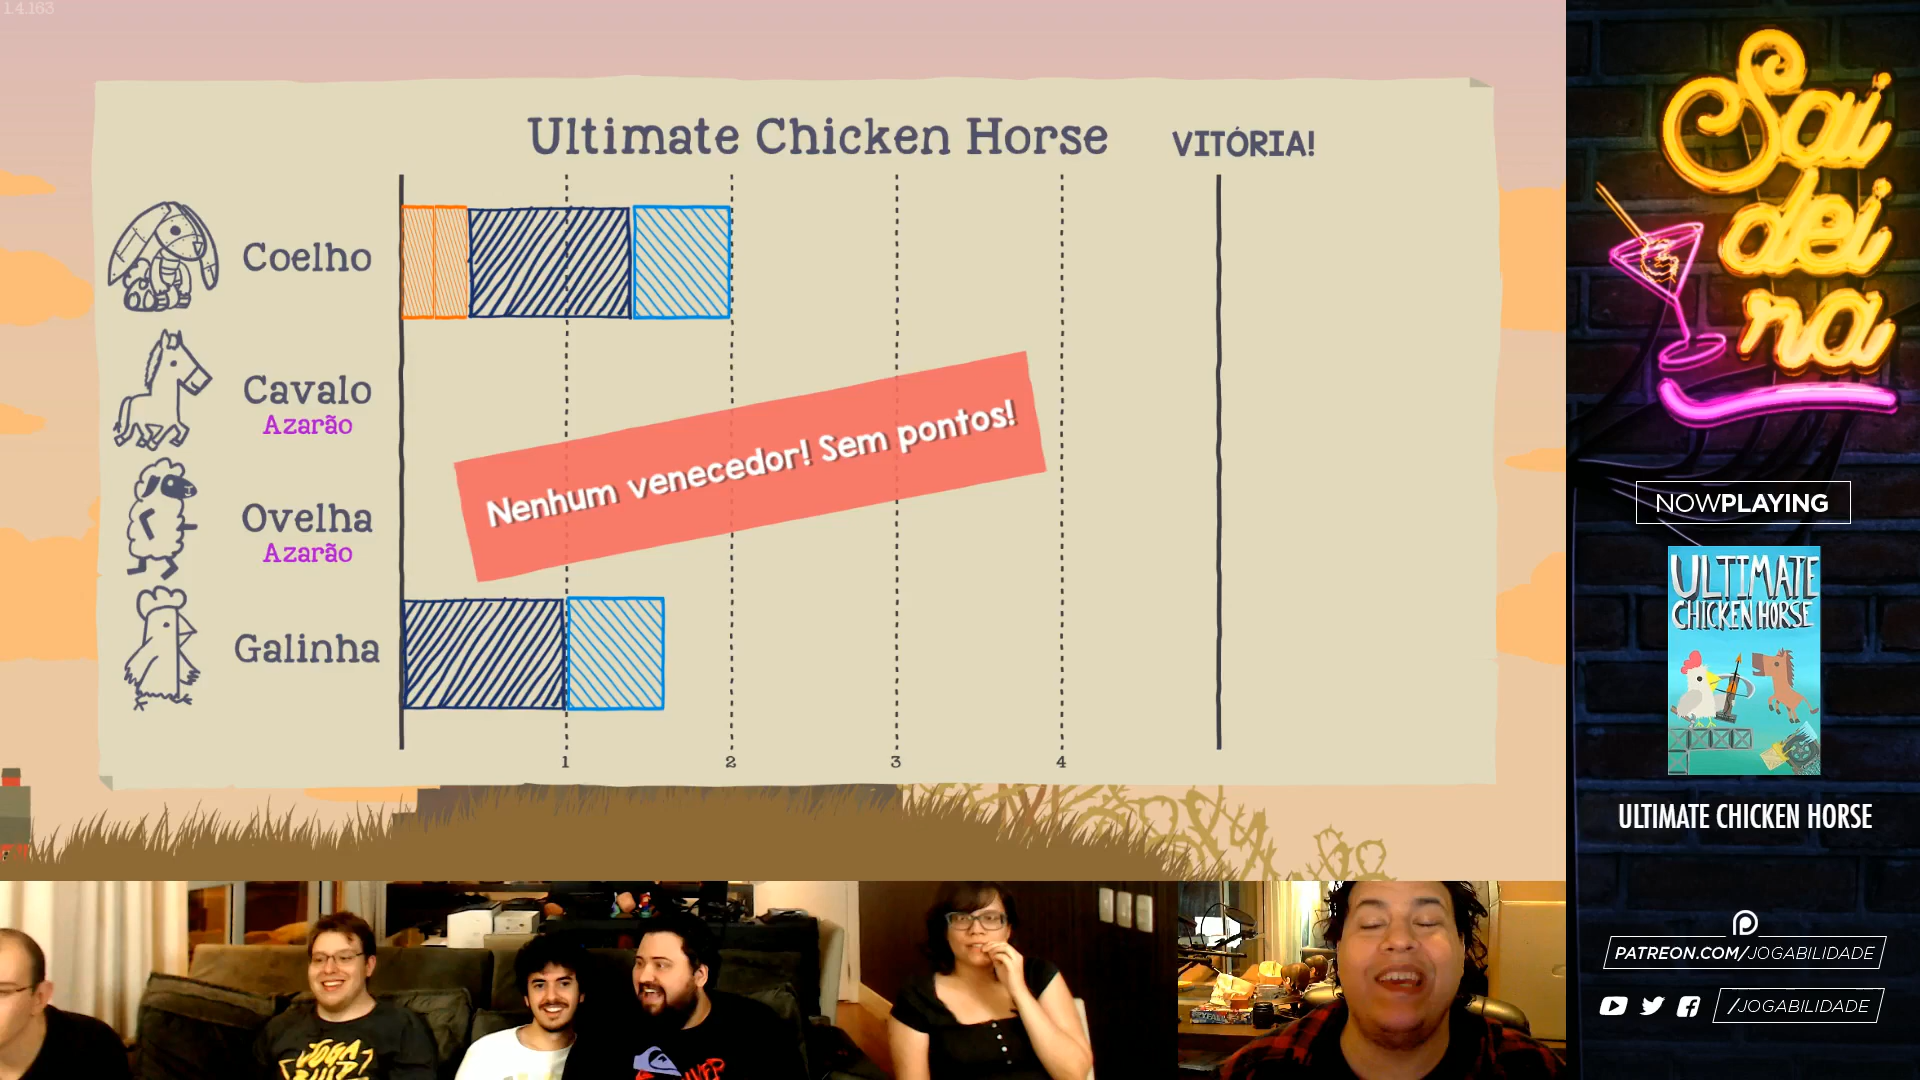 1.4.163
Ultimate Chicken Horse
VITÓRIA!
Coelho
Cavalo
Azarão
Ovelha
Azarão
Galinha
Nenhum venecedor! Sem pontos!
1
2
3
4
Sai
dei
ra
NOWPLAYING
ULTIMATE
CHICKEN HORSE
ULTIMATE CHICKEN HORSE
PATREON.COM/JOGABILIDADE
/JOGABILIDADE
JOGA